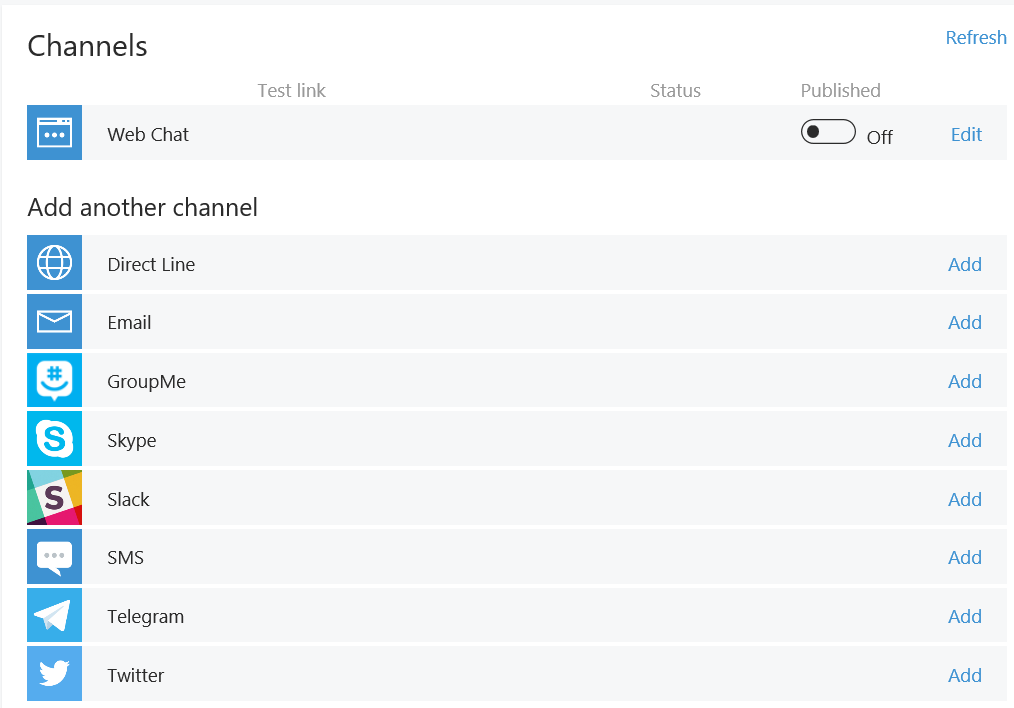 Channels
Refresh
Test link Status Published
Web Chat Off Edit
Add another channel
Direct Line Add
Email Add
# GroupMe Add
S Skype Add
S Slack Add
SMS Add
Telegram Add
Twitter Add